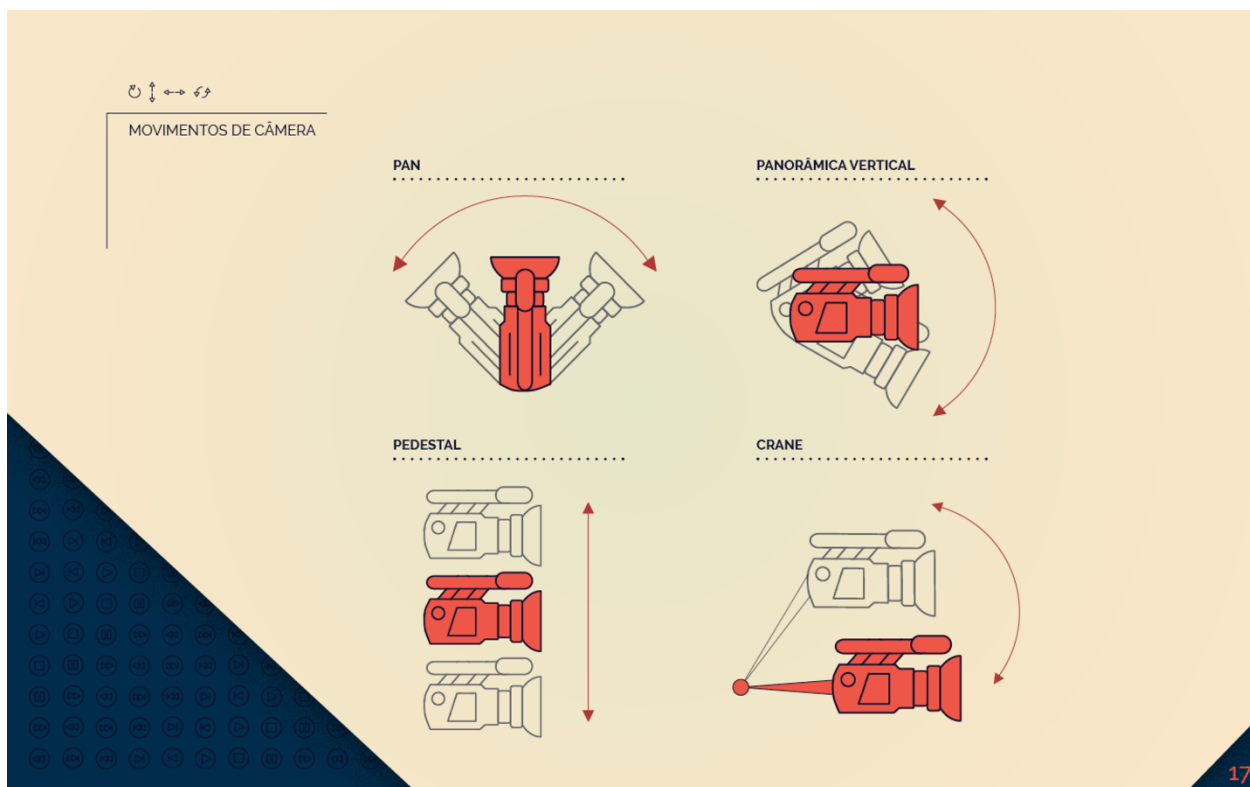 MOVIMENTOS DE CÂMERA
PAN
PANORÂMICA VERTICAL
PEDESTAL
CRANE
17